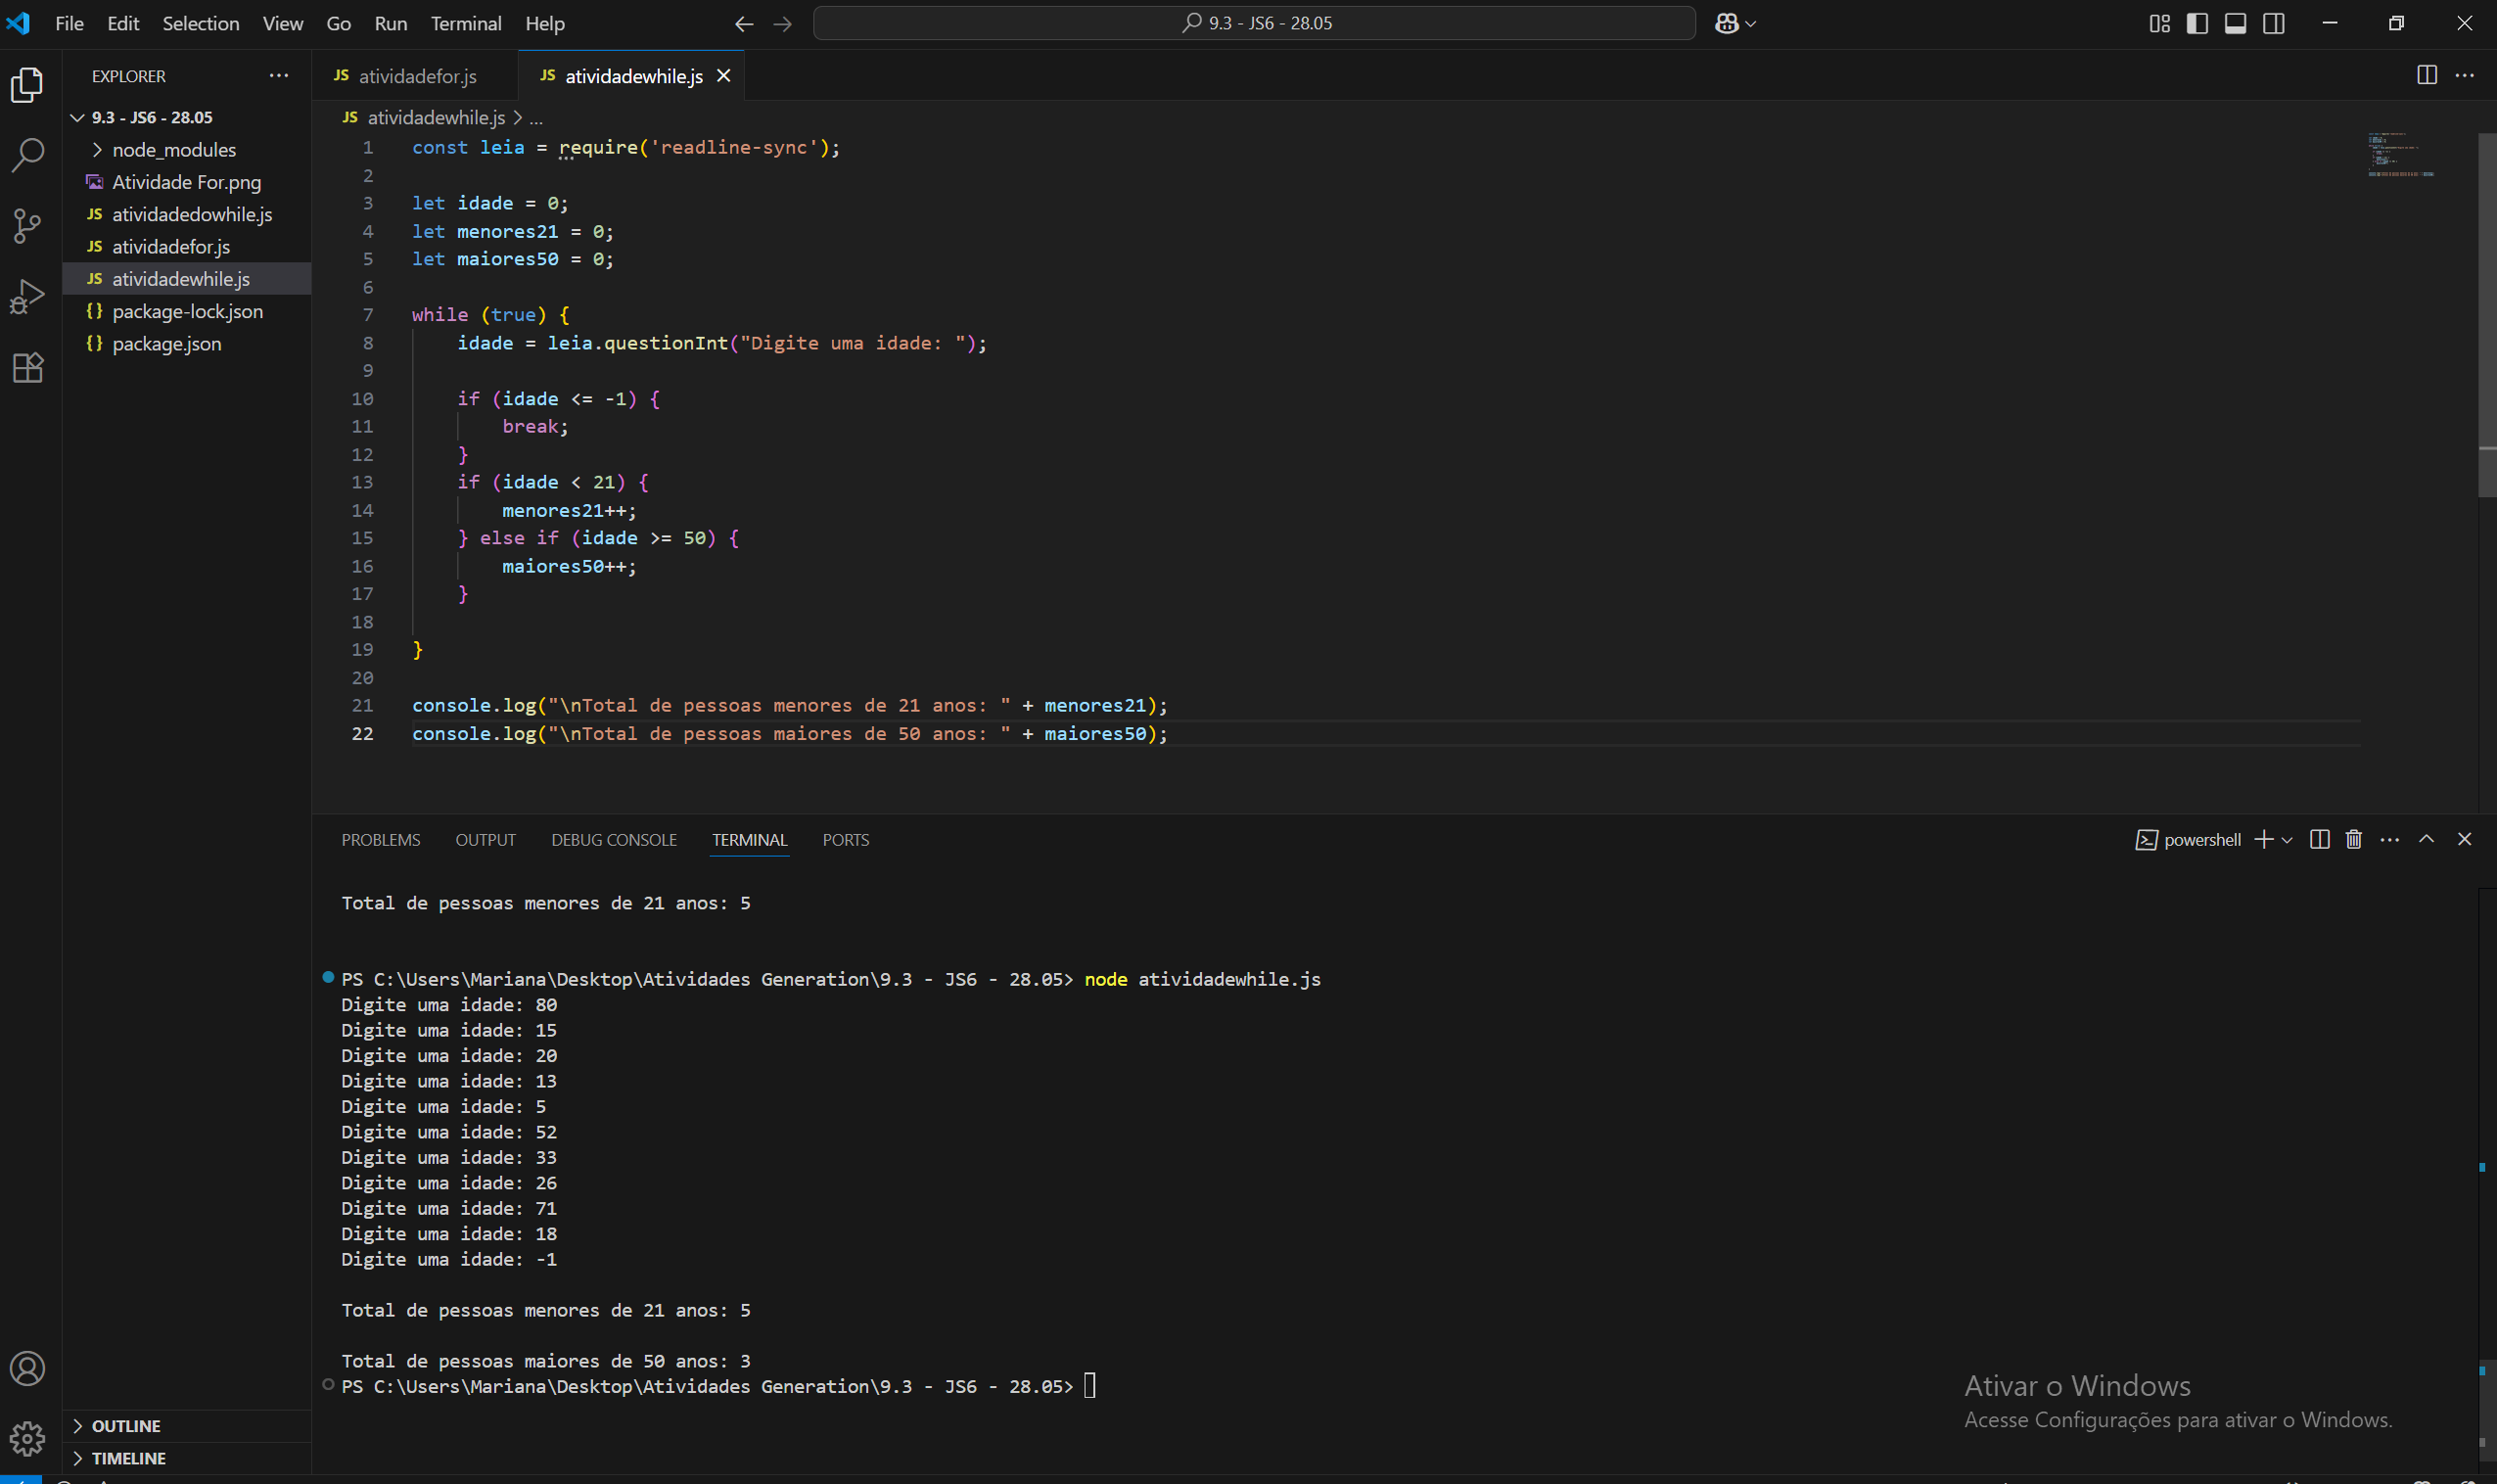 File Edit Selection View Go Run Terminal Help
9.3 - JS6 - 28.05
EXPLORER
9.3 - JS6 - 28.05
node_modules
Atividade For.png
JS atividadedowhile.js
JS atividadefor.js
JS atividadewhile.js
{} package-lock.json
{} package.json
OUTLINE
TIMELINE
JS atividadefor.js
JS atividadewhile.js
JS atividadewhile.js > ...
1 const leia = require('readline-sync');
2
3 let idade = 0;
4 let menores21 = 0;
5 let maiores50 = 0;
6
7 while (true) {
8 idade = leia.questionInt("Digite uma idade: ");
9
10 if (idade <= -1) {
11 break;
12 }
13 if (idade < 21) {
14 menores21++;
15 } else if (idade >= 50) {
16 maiores50++;
17 }
18
19 }
20
21 console.log("\nTotal de pessoas menores de 21 anos: " + menores21);
22 console.log("\nTotal de pessoas maiores de 50 anos: " + maiores50);
PROBLEMS OUTPUT DEBUG CONSOLE TERMINAL PORTS
powershell
Total de pessoas menores de 21 anos: 5
PS C:\Users\Mariana\Desktop\Atividades Generation\9.3 - JS6 - 28.05> node atividadewhile.js
Digite uma idade: 80
Digite uma idade: 15
Digite uma idade: 20
Digite uma idade: 13
Digite uma idade: 5
Digite uma idade: 52
Digite uma idade: 33
Digite uma idade: 26
Digite uma idade: 71
Digite uma idade: 18
Digite uma idade: -1
Total de pessoas menores de 21 anos: 5
Total de pessoas maiores de 50 anos: 3
PS C:\Users\Mariana\Desktop\Atividades Generation\9.3 - JS6 - 28.05>
Ativar o Windows
Acesse Configurações para ativar o Windows.